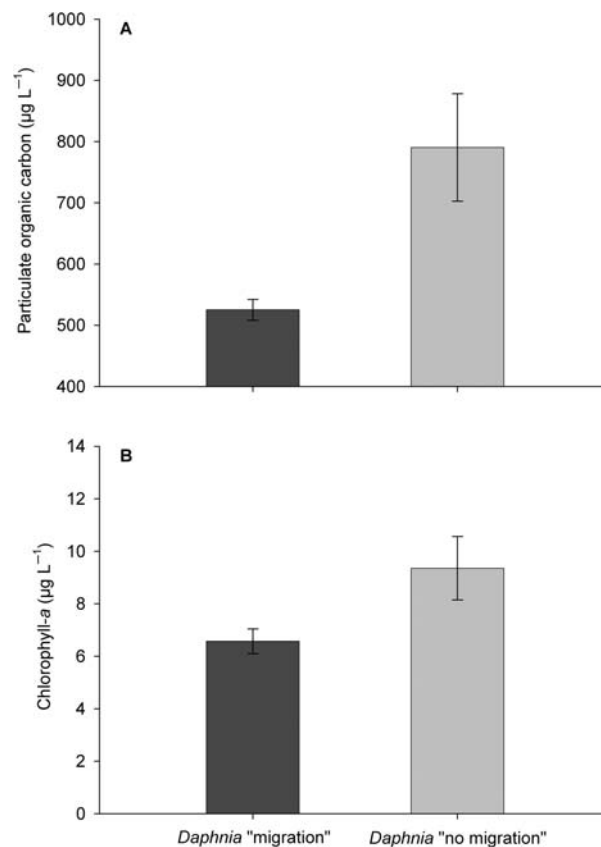 A
Particulate organic carbon (µg L⁻¹)
1000
900
800
700
600
500
400
B
Chlorophyll-a (µg L⁻¹)
14
12
10
8
6
4
2
0
Daphnia "migration"
Daphnia "no migration"